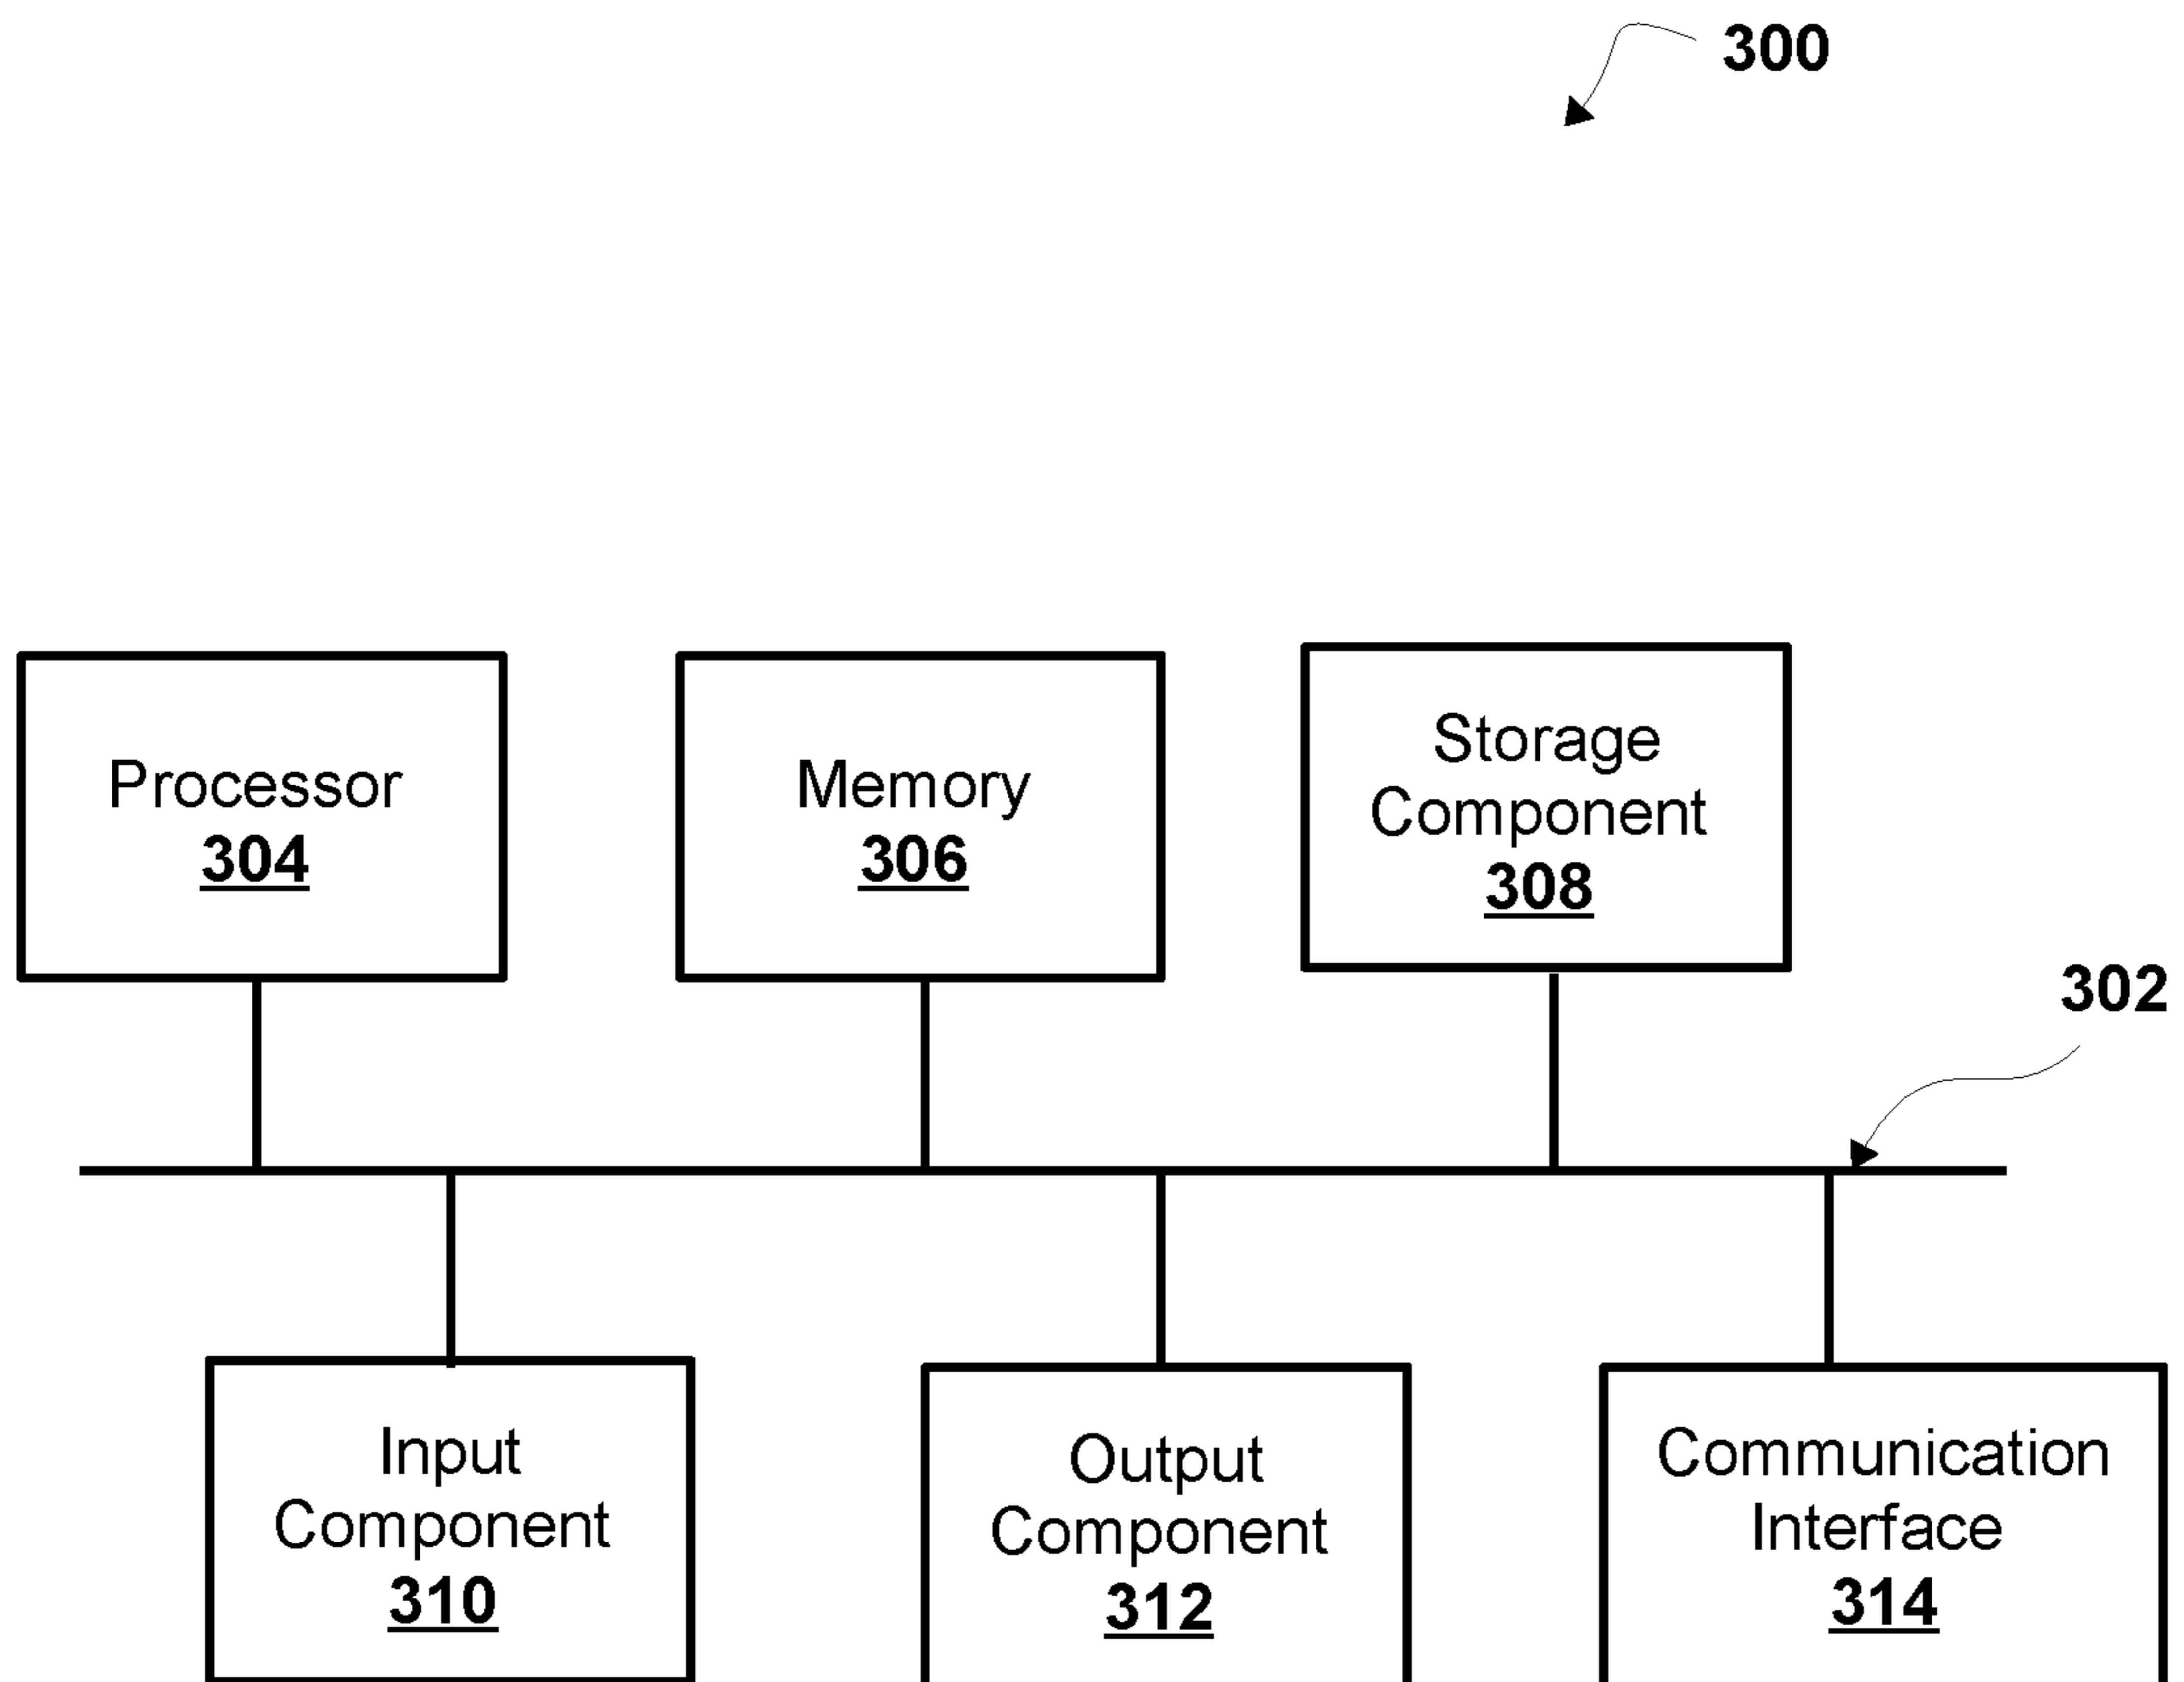 300
Processor
304
Memory
306
Storage
Component
308
302
Input
Component
310
Output
Component
312
Communication
Interface
314